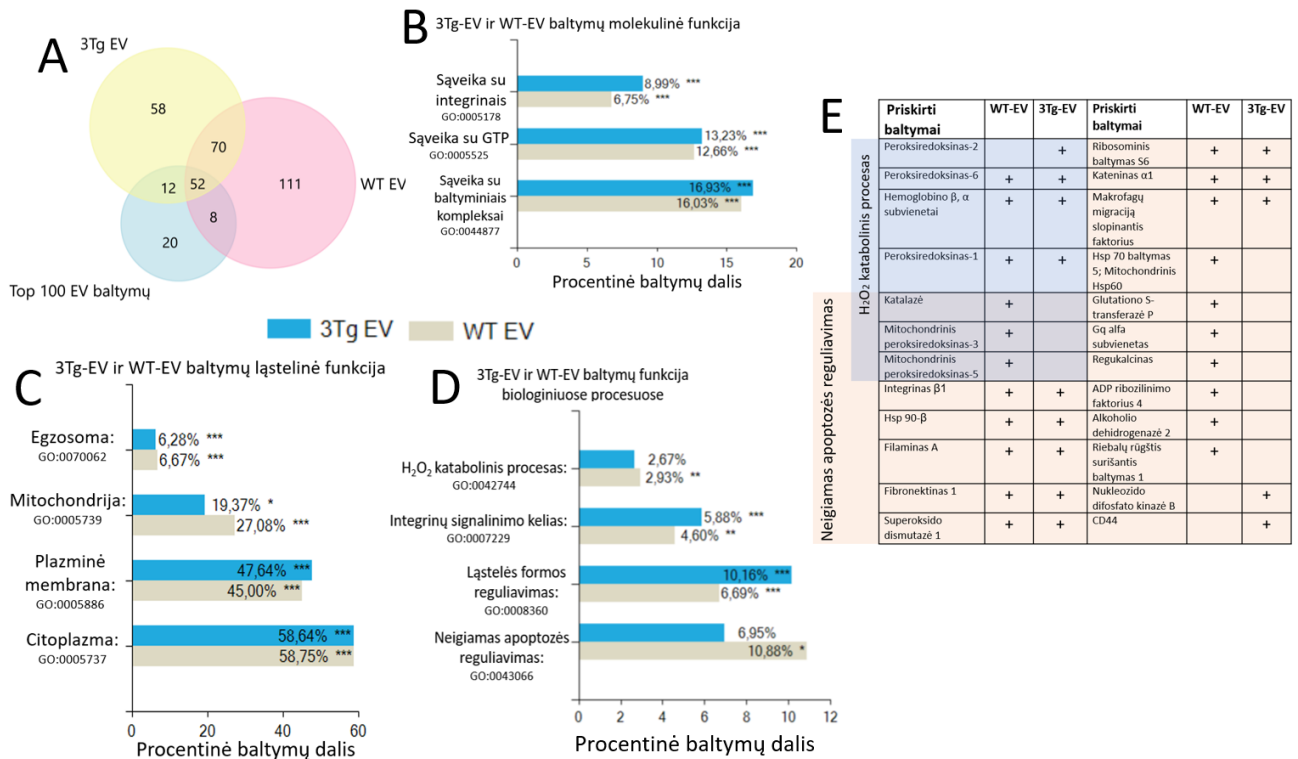 A
3Tg EV
58
70
12
52
111
WT EV
8
20
Top 100 EV baltymų
B
3Tg-EV ir WT-EV baltymų molekulinė funkcija
Sąveika su
integrinais
GO:0005178
8,99% ***
6,75% ***
Sąveika su GTP
GO:0005525
13,23% ***
12,66% ***
Sąveika su
baltyminiais
kompleksai
GO:0044877
16,93% ***
16,03% ***
0 5 10 15 20
Procentinė baltymų dalis
3Tg EV WT EV
C
3Tg-EV ir WT-EV baltymų ląstelinė funkcija
Egzosoma:
GO:0070062
6,28% ***
6,67% ***
Mitochondrija:
GO:0005739
19,37% *
27,08% ***
Plazminė
membrana:
GO:0005886
47,64% ***
45,00% ***
Citoplazma:
GO:0005737
58,64% ***
58,75% ***
0 20 40 60
Procentinė baltymų dalis
D
3Tg-EV ir WT-EV baltymų funkcija
biologiniuose procesuose
H₂O₂ katabolinis procesas:
GO:0042744
2,67%
2,93% **
Integrinų signalinimo kelias:
GO:0007229
5,88% ***
4,60% **
Ląstelės formos
reguliavimas:
GO:0008360
10,16% ***
6,69% ***
Neigiamas apoptozės
reguliavimas:
GO:0043066
6,95%
10,88% *
0 2 4 6 8 10 12
Procentinė baltymų dalis
E
H₂O₂ katabolinis procesas
Neigiamas apoptozės reguliavimas
Priskirti
baltymai
WT-EV 3Tg-EV
Priskirti
baltymai
WT-EV 3Tg-EV
Peroksiredoksinas-2
+
Ribosominis
baltymas S6
+ +
Peroksiredoksinas-6
+ +
Kateninas α1
+ +
Hemoglobino β, α
subvienetai
+ +
Makrofagų
migraciją
slopinantis
faktorius
+ +
Peroksiredoksinas-1
+ +
Hsp 70 baltymas
5; Mitochondrinis
Hsp60
+
Katalazė
+
Glutationo S-
transferazė P
+
Mitochondrinis
peroksiredoksinas-3
+
Gq alfa
subvienetas
+
Mitochondrinis
peroksiredoksinas-5
+
Regukalcinas
+
Integrinas β1
+ +
ADP ribozilinimo
faktorius 4
+
Hsp 90-β
+ +
Alkoholio
dehidrogenazė 2
+
Filaminas A
+ +
Riebalų rūgštis
surišantis
baltymas 1
+
Fibronektinas 1
+ +
Nukleozido
difosfato kinazė B
+
Superoksido
dismutazė 1
+ +
CD44
+